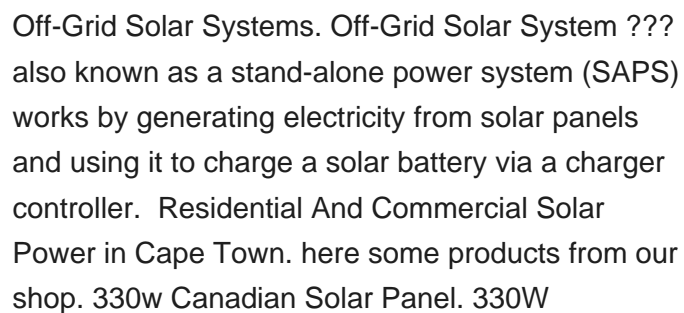 Off-Grid Solar Systems. Off-Grid Solar System ???
also known as a stand-alone power system (SAPS)
works by generating electricity from solar panels
and using it to charge a solar battery via a charger
controller.  Residential And Commercial Solar
Power in Cape Town. here some products from our
shop. 330w Canadian Solar Panel. 330W